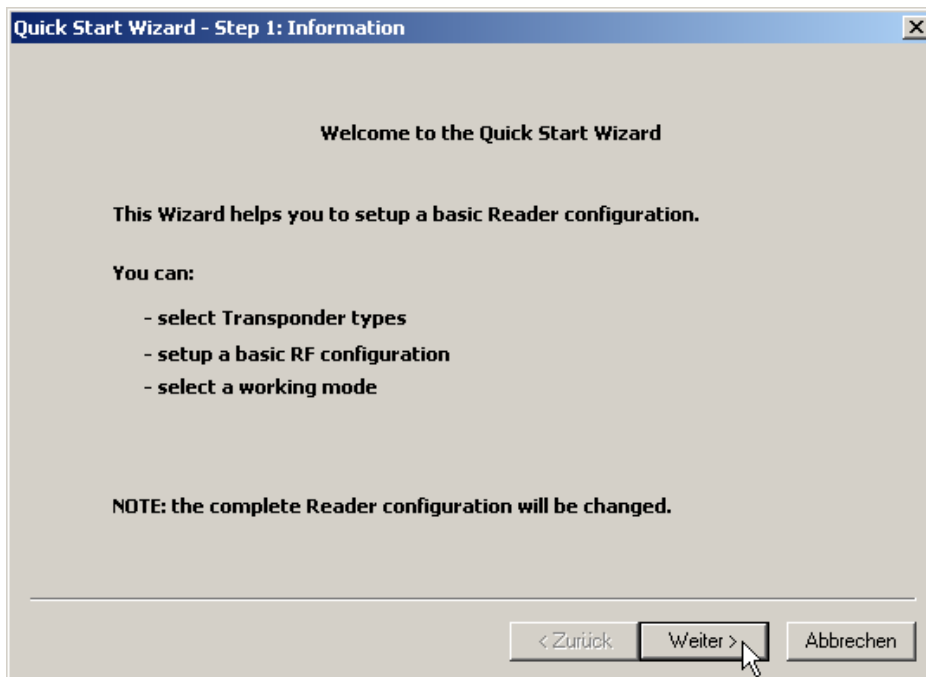 Quick Start Wizard - Step 1: Information
Welcome to the Quick Start Wizard
This Wizard helps you to setup a basic Reader configuration.
You can:
- select Transponder types
- setup a basic RF configuration
- select a working mode
NOTE: the complete Reader configuration will be changed.
< Zurück Weiter > Abbrechen